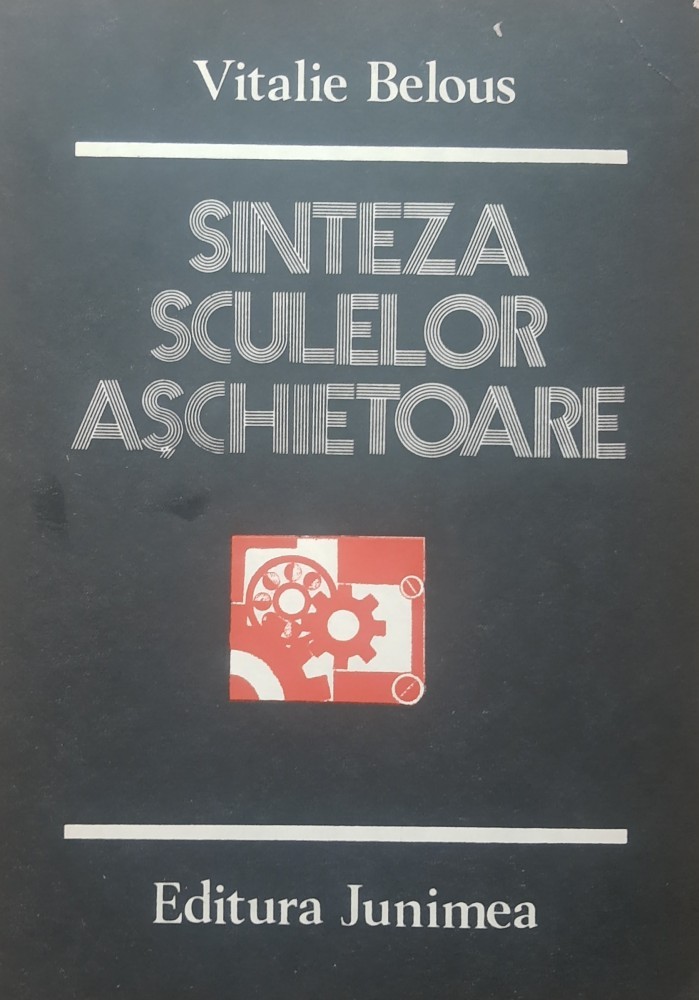 Vitalie Belous
SINTEZA
SCULELOR
AȘCHIETOARE
Editura Junimea